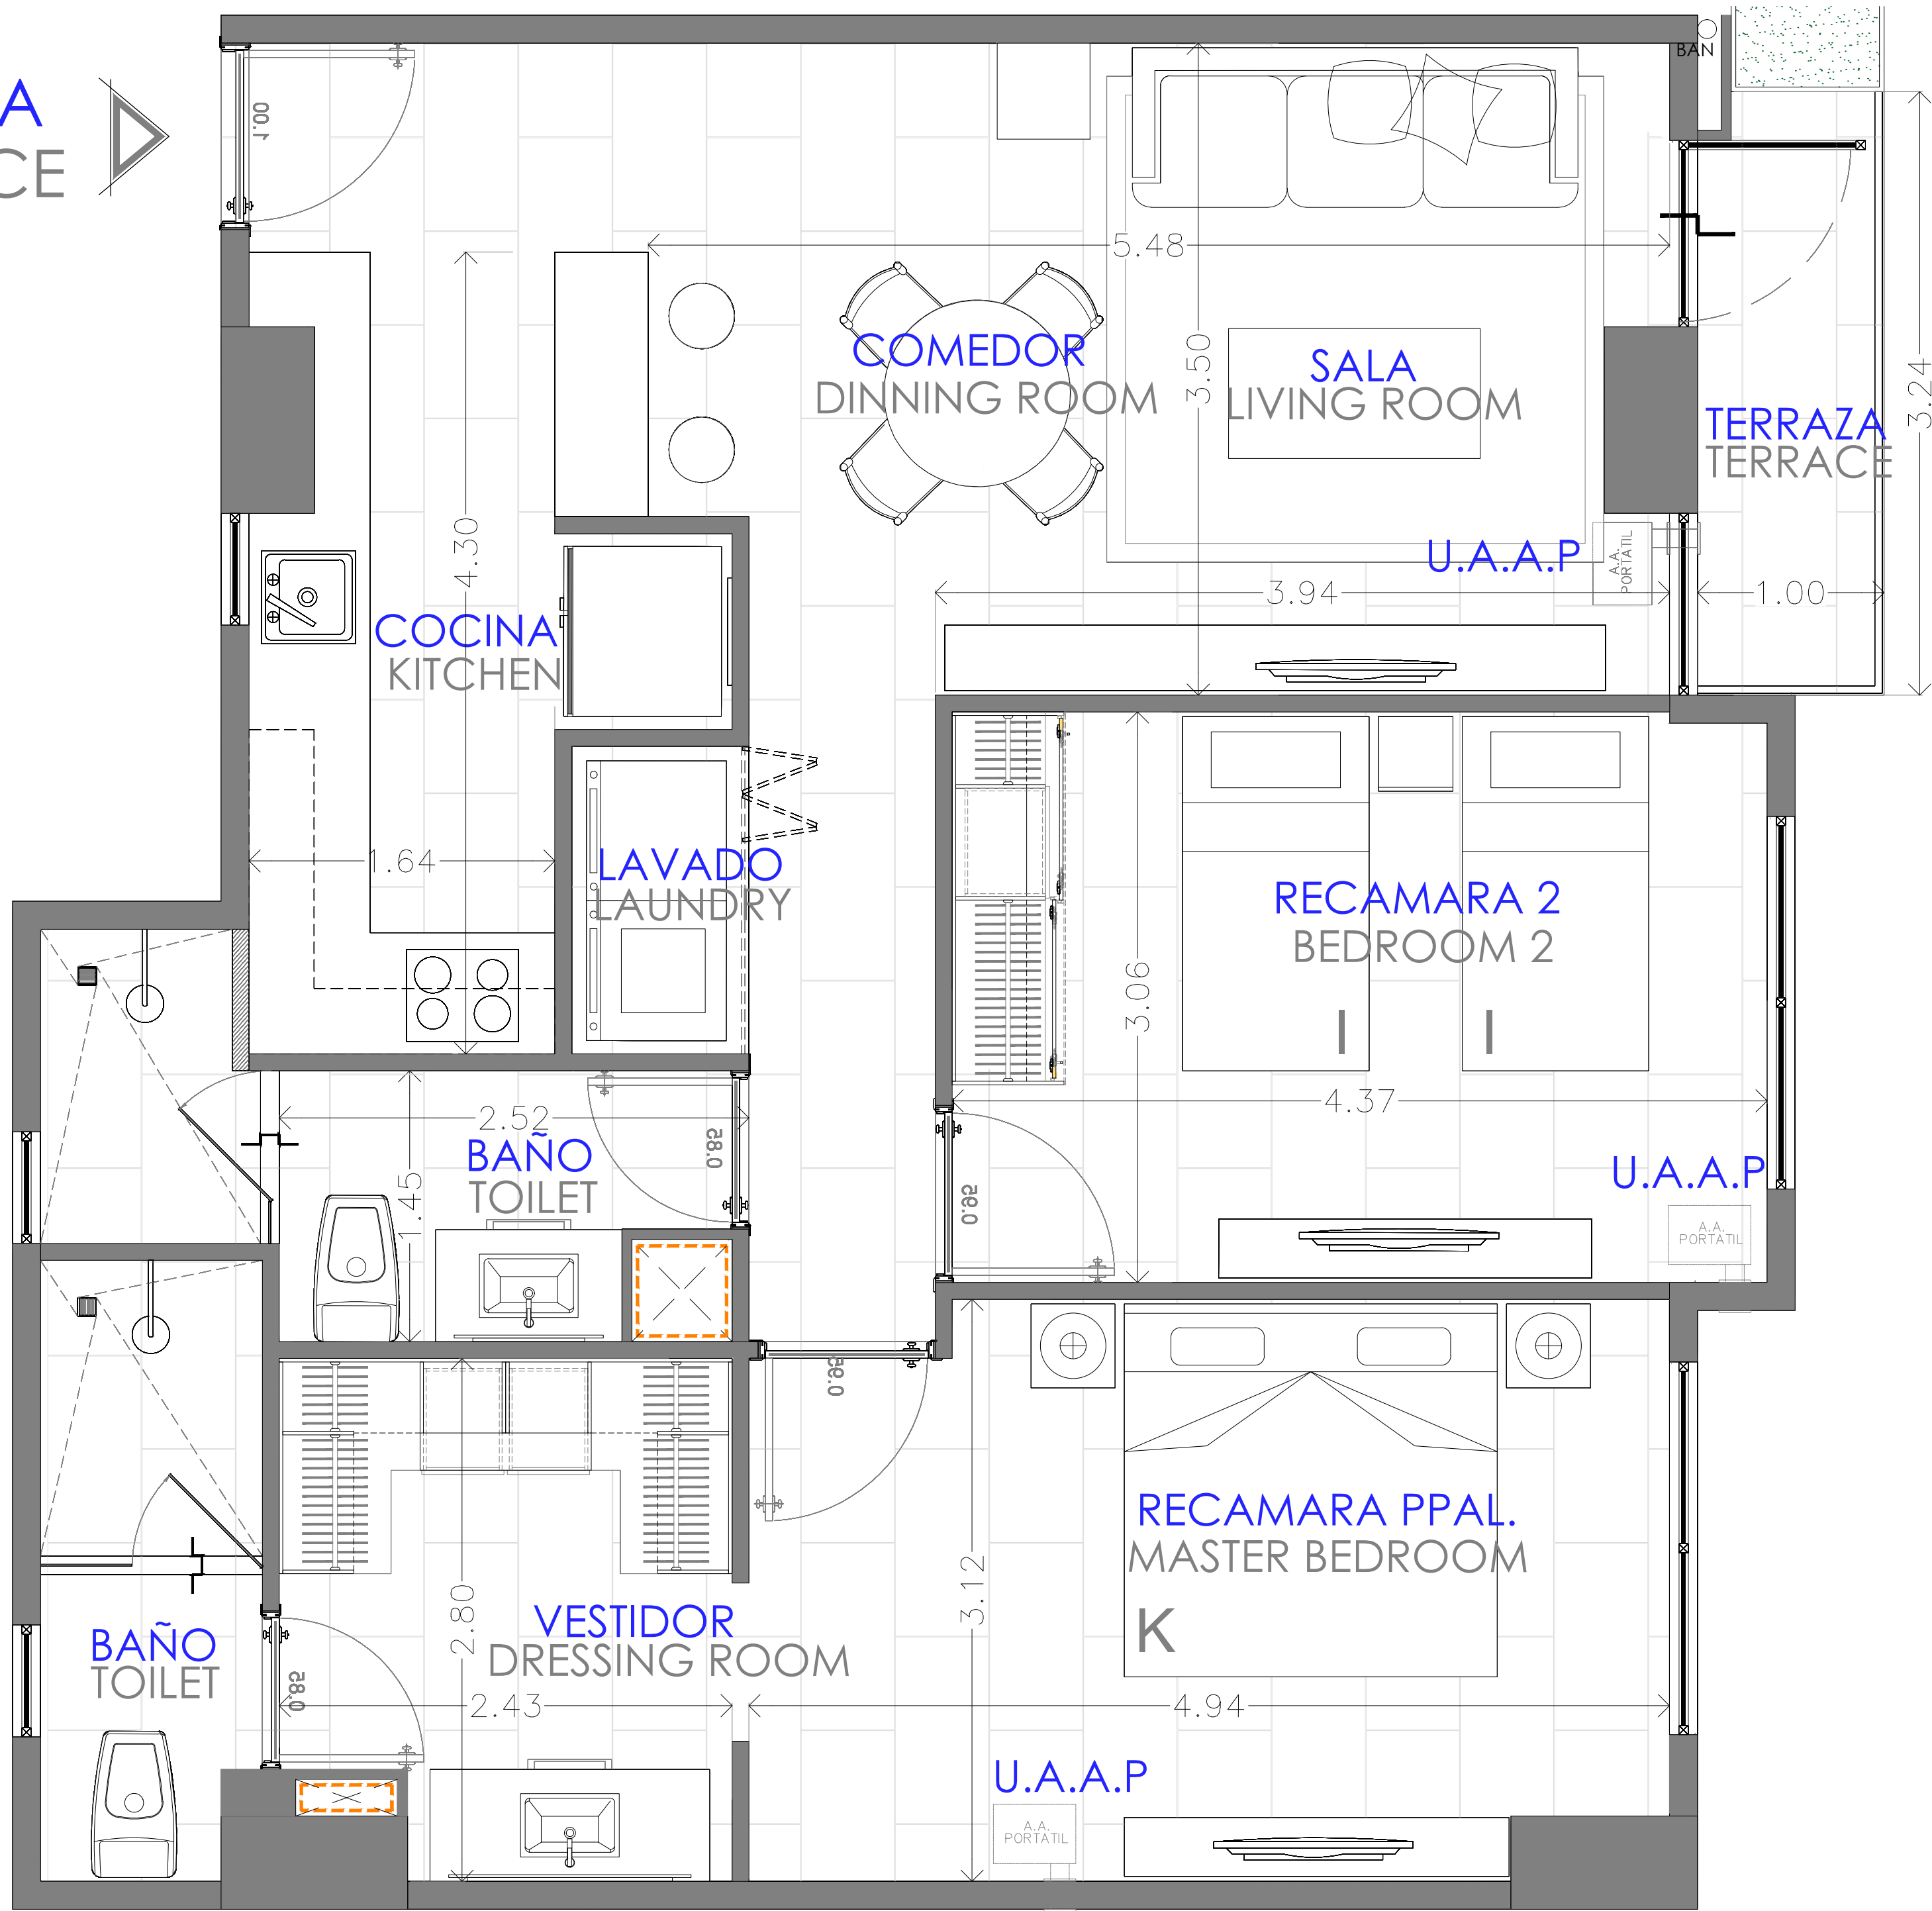 A
CE
BAN
1.00
5.48
COMEDOR
DINNING ROOM
3.50
SALA
LIVING ROOM
3.24
TERRAZA
TERRACE
4.30
U.A.A.P
A.A.
PORTATIL
3.94
1.00
COCINA
KITCHEN
1.64
LAVADO
LAUNDRY
RECAMARA 2
BEDROOM 2
3.06
I
I
4.37
2.52
0.85
BAÑO
TOILET
1.45
0.95
U.A.A.P
A.A.
PORTATIL
0.95
RECAMARA PPAL.
MASTER BEDROOM
K
3.12
2.80
VESTIDOR
DRESSING ROOM
BAÑO
TOILET
0.85
2.43
4.94
U.A.A.P
A.A.
PORTATIL